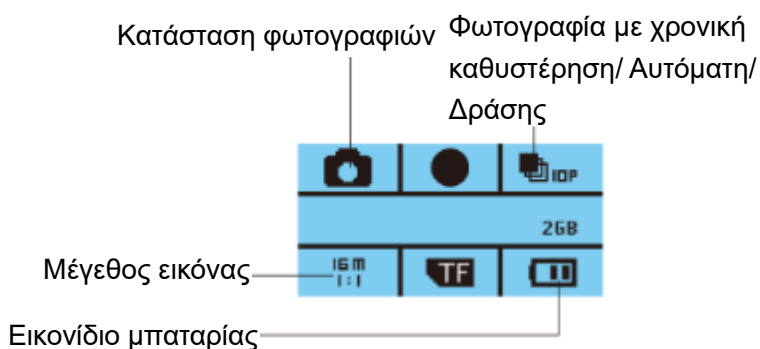 Κατάσταση φωτογραφιών
Φωτογραφία με χρονική
καθυστέρηση/ Αυτόματη/
Δράσης
10P
2GB
Μέγεθος εικόνας
16M
1:1
TF
Εικονίδιο μπαταρίας